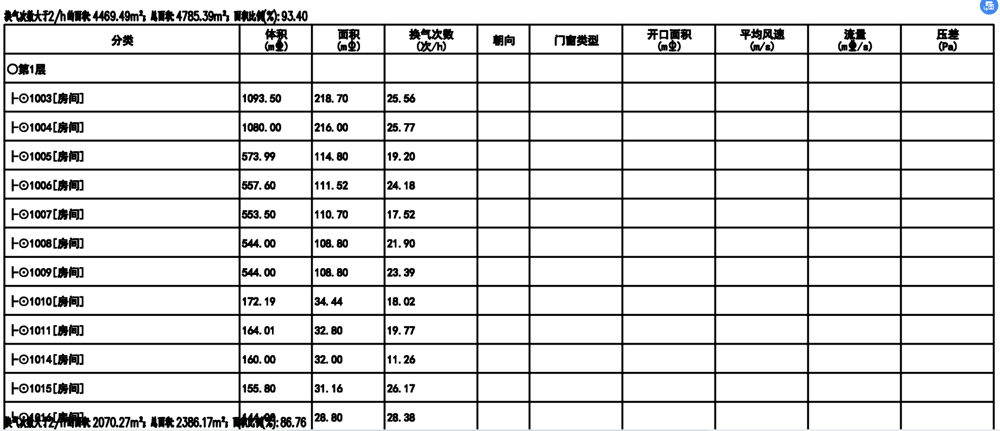 换气次数大于2/h的面积: 4469.49m²; 总面积: 4785.39m²; 面积比例(%): 93.40
分类 体积(m) 面积(m) 换气次数(次/h) 朝向 门窗类型 开口面积(m) 平均风速(m/s) 流量(m/s) 压差(Pa)
○第1层
├⊙1003[房间] 1093.50 218.70 25.56
├⊙1004[房间] 1080.00 216.00 25.77
├⊙1005[房间] 573.99 114.80 19.20
├⊙1006[房间] 557.60 111.52 24.18
├⊙1007[房间] 553.50 110.70 17.52
├⊙1008[房间] 544.00 108.80 21.90
├⊙1009[房间] 544.00 108.80 23.39
├⊙1010[房间] 172.19 34.44 18.02
├⊙1011[房间] 164.01 32.80 19.77
├⊙1014[房间] 160.00 32.00 11.26
├⊙1015[房间] 155.80 31.16 26.17
├⊙1016[房间] 144.00 28.80 28.38
换气次数大于2/h的面积: 2070.27m²; 总面积: 2386.17m²; 面积比例(%): 86.76